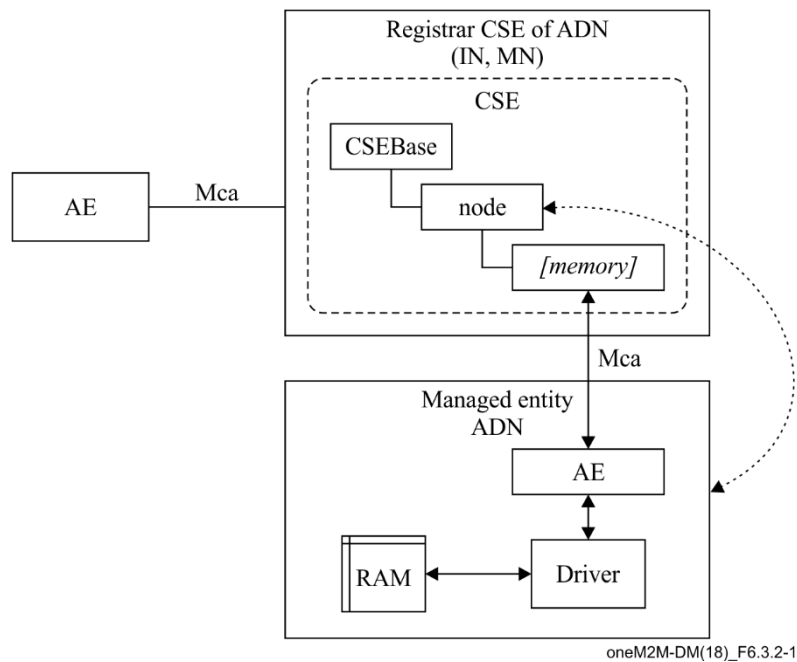 Registrar CSE of ADN
(IN, MN)
CSE
CSEBase
AE
Mca
node
[memory]
Mca
Managed entity
ADN
AE
RAM
Driver
oneM2M-DM(18)_F6.3.2-1